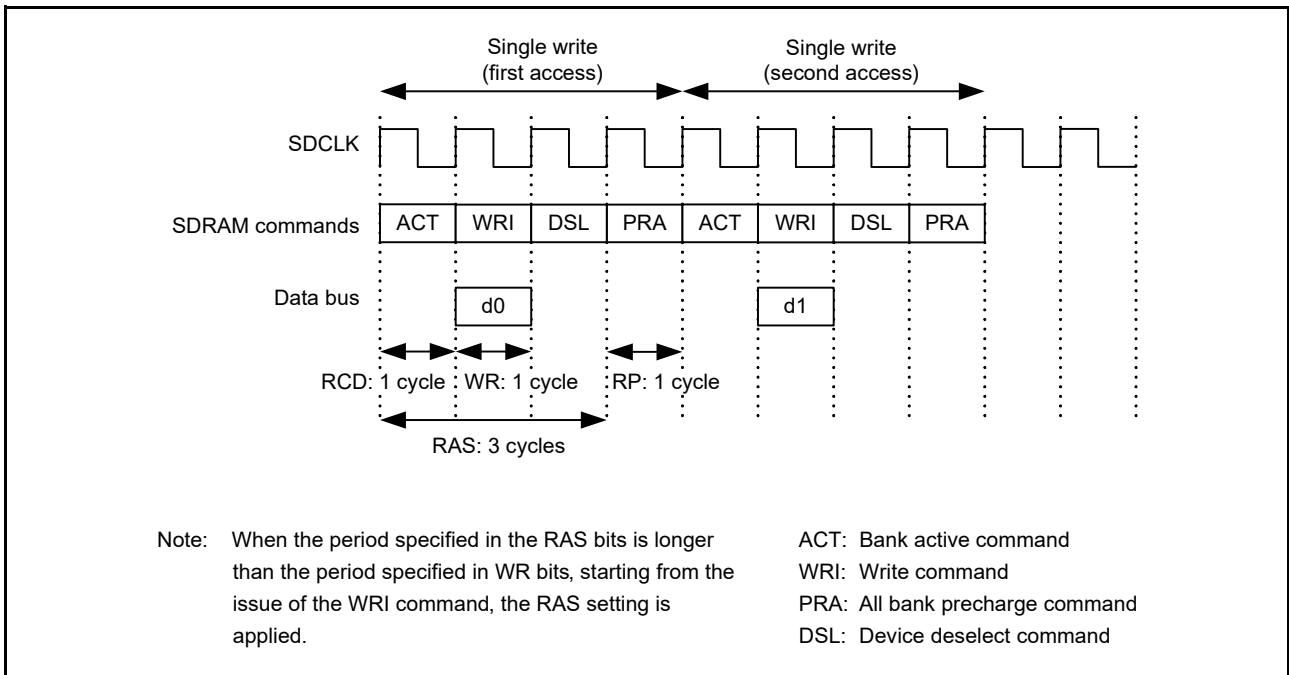 Single write
(first access)
Single write
(second access)
SDCLK
SDRAM commands
ACT WRI DSL PRA ACT WRI DSL PRA
Data bus
d0 d1
RCD: 1 cycle WR: 1 cycle RP: 1 cycle
RAS: 3 cycles
Note: When the period specified in the RAS bits is longer
than the period specified in WR bits, starting from the
issue of the WRI command, the RAS setting is
applied.
ACT: Bank active command
WRI: Write command
PRA: All bank precharge command
DSL: Device deselect command